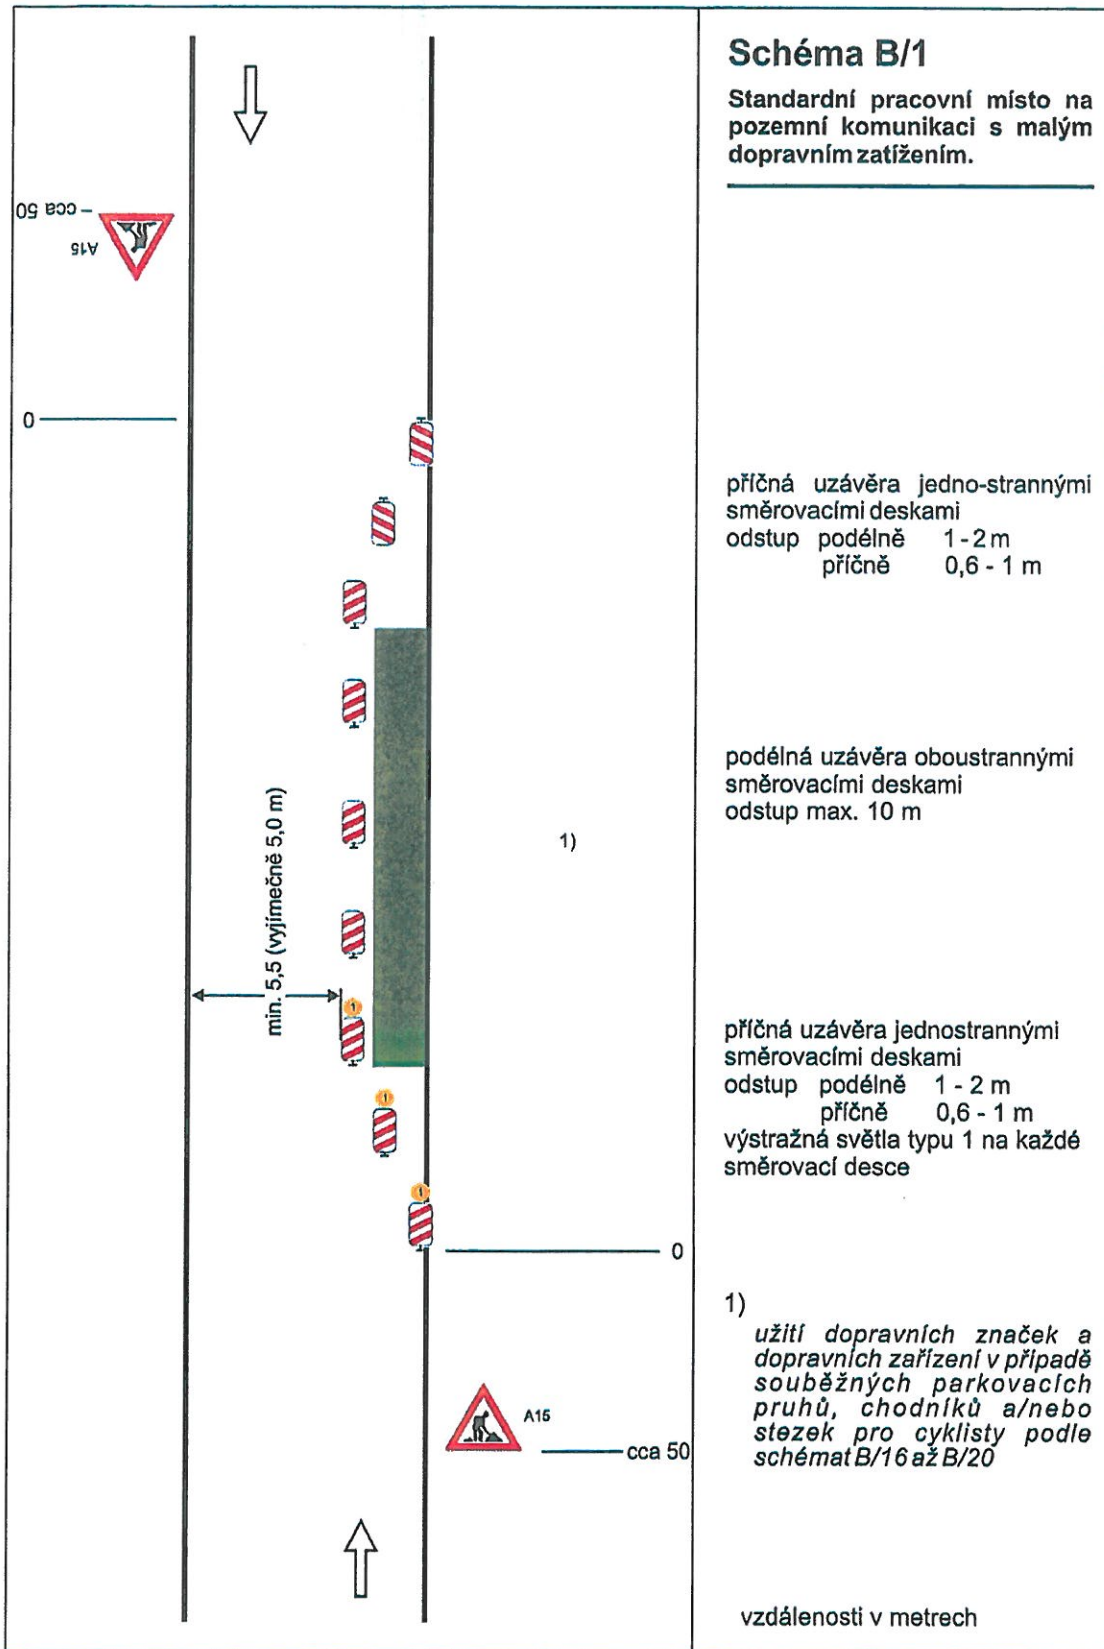 Schéma B/1
Standardní pracovní místo na
pozemní komunikaci s malým
dopravním zatížením.
cca 50
A15
0
příčná uzávěra jedno-strannými
směrovacími deskami
odstup podélně 1 - 2 m
příčně 0,6 - 1 m
podélná uzávěra oboustrannými
směrovacími deskami
odstup max. 10 m
1)
min. 5,5 (vyjímečně 5,0 m)
1
příčná uzávěra jednostrannými
směrovacími deskami
odstup podélně 1 - 2 m
příčně 0,6 - 1 m
výstražná světla typu 1 na každé
směrovací desce
1
1
0
1)
užití dopravních značek a
dopravních zařízení v případě
souběžných parkovacích
pruhů, chodníků a/nebo
stezek pro cyklisty podle
schémat B/16 až B/20
A15
cca 50
vzdálenosti v metrech